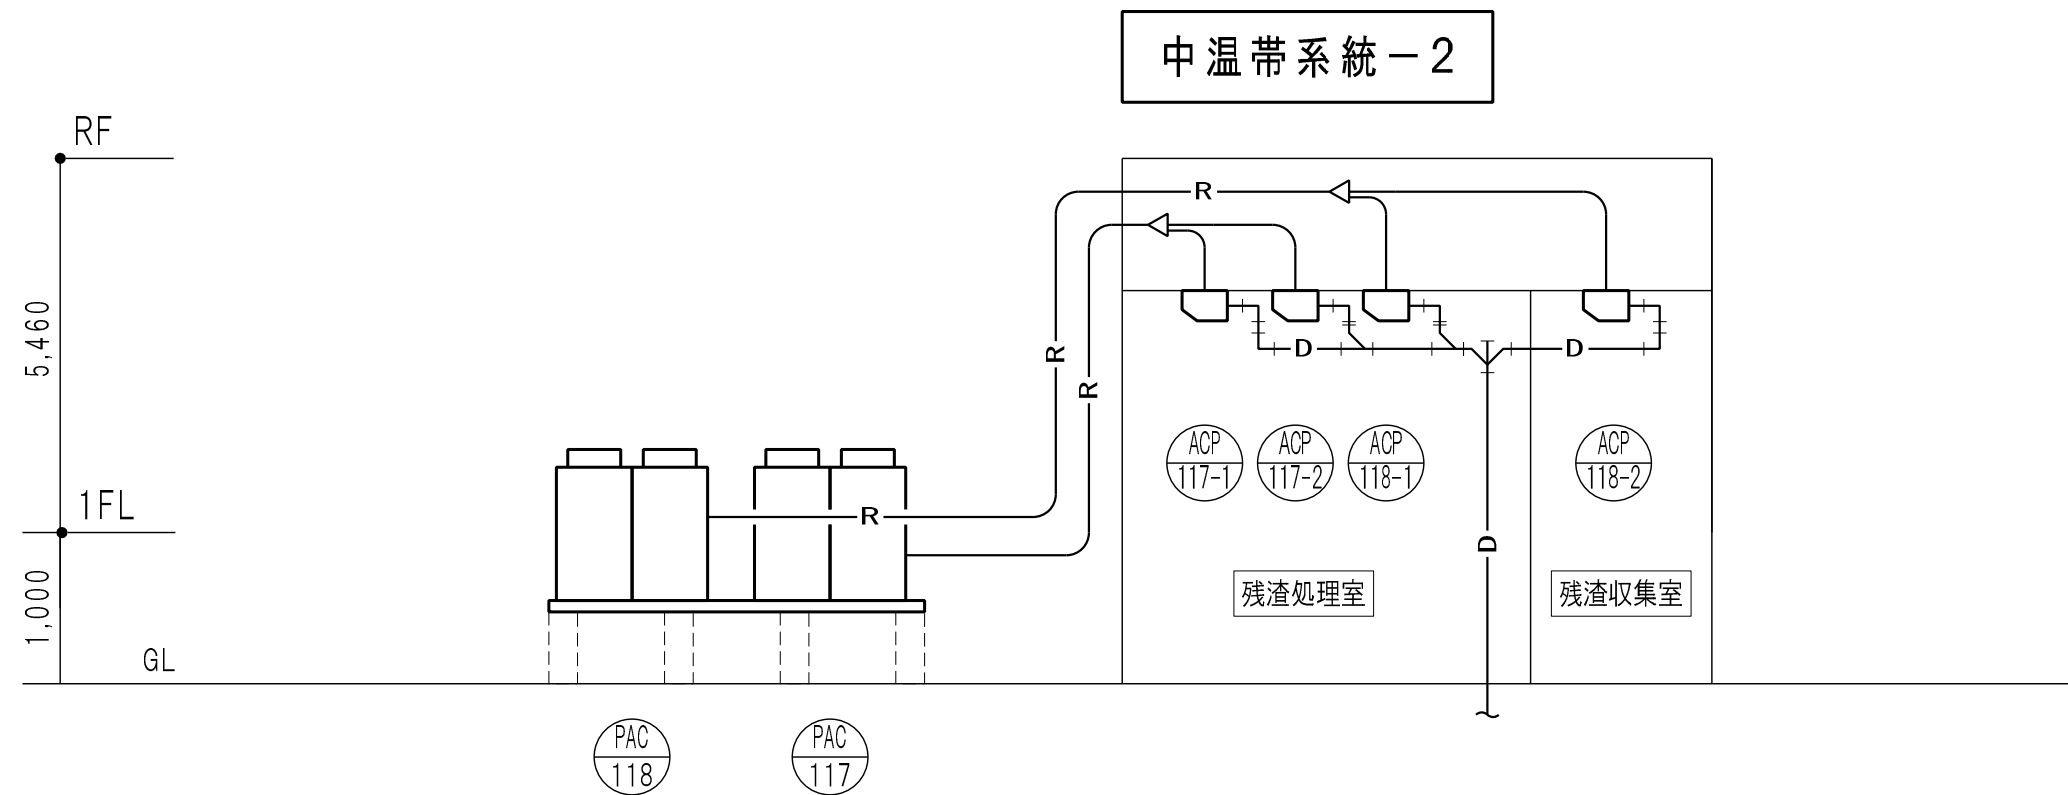 中温帯系統－2
RF
R
R
R
5,460
D
D
ACP
117-1
ACP
117-2
ACP
118-1
ACP
118-2
1FL
R
D
1,000
残渣処理室
残渣収集室
GL
PAC
118
PAC
117